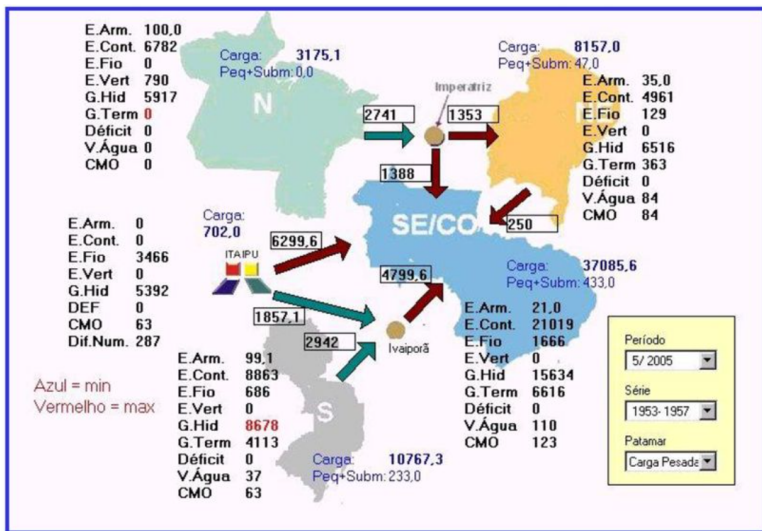 E.Arm. 100,0
E.Cont. 6782
E.Fio 0
E.Vert 790
G.Hid 5917
G.Term 0
Déficit 0
V.Água 0
CMO 0
Carga: 3175,1
Peq+Subm: 0,0
N
2741
Imperatriz
1353
1388
Carga: 8157,0
Peq+Subm: 47,0
E.Arm. 35,0
E.Cont. 4961
E.Fio 129
E.Vert 0
G.Hid 6516
G.Term 363
Déficit 0
V.Água 84
CMO 84
250
SE/CO
E.Arm. 0
E.Cont. 0
E.Fio 3466
E.Vert 0
G.Hid 5392
DEF 0
CMO 63
Dif.Num. 287
Carga:
702,0
ITAIPU
6299,6
4799,6
1857,1
2942
Ivaiporã
Carga: 37085,6
Peq+Subm: 433,0
E.Arm. 21,0
E.Cont. 21019
E.Fio 1666
E.Vert 0
G.Hid 15634
G.Term 6616
Déficit 0
V.Água 110
CMO 123
Azul = min
Vermelho = max
E.Arm. 99,1
E.Cont. 8863
E.Fio 686
E.Vert 0
G.Hid 8678
G.Term 4113
Déficit 0
V.Água 37
CMO 63
S
Carga: 10767,3
Peq+Subm: 233,0
Período
5/ 2005
Série
1953- 1957
Patamar
Carga Pesada